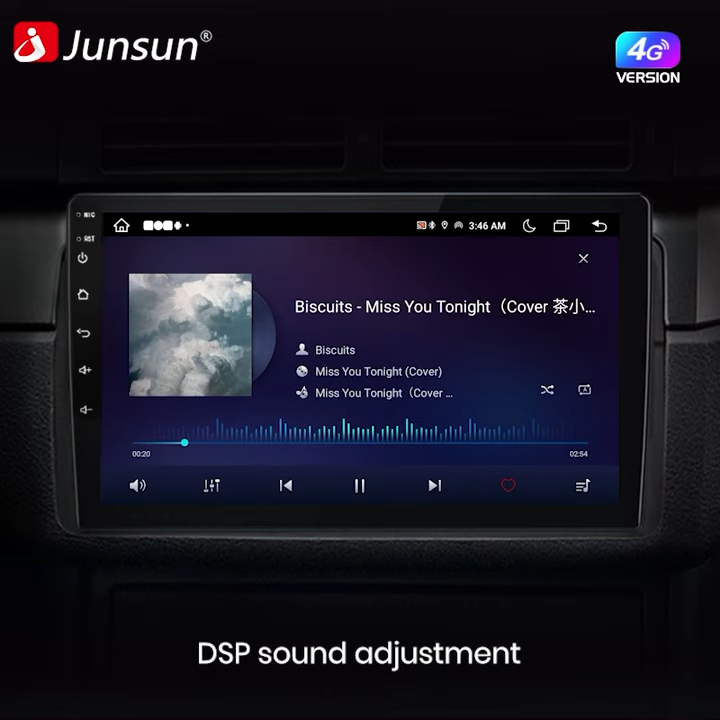 Junsun®
4G
VERSION
MIC
RST
3:46 AM
Biscuits - Miss You Tonight（Cover 茶小...
Biscuits
Miss You Tonight (Cover)
Miss You Tonight（Cover ...
A
00:20
02:54
DSP sound adjustment